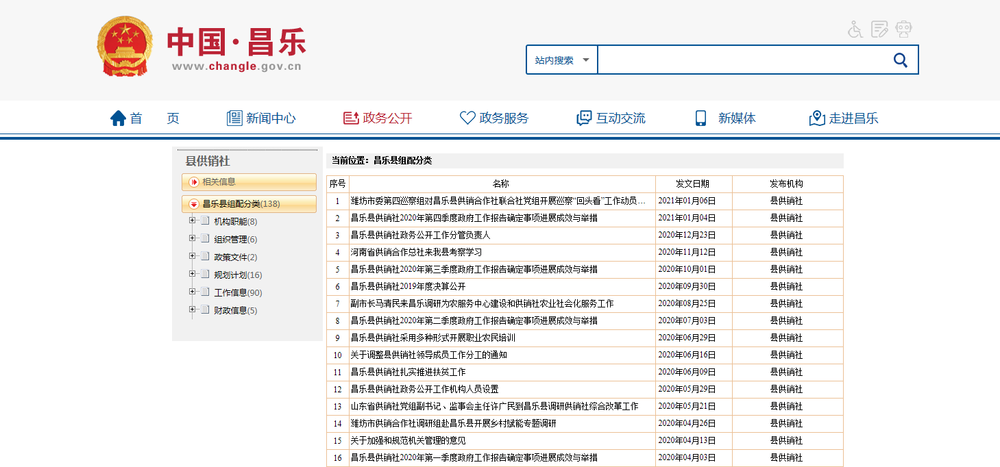 中国·昌乐
www.changle.gov.cn
站内搜索
首 页 新闻中心 政务公开 政务服务 互动交流 新媒体 走进昌乐
县供销社
相关信息
昌乐县组配分类(138)
机构职能(8)
组织管理(6)
政策文件(2)
规划计划(16)
工作信息(90)
财政信息(5)
当前位置：昌乐县组配分类
序号 名称 发文日期 发布机构
1 潍坊市委第四巡察组对昌乐县供销合作社联合社党组开展巡察“回头看”工作动员… 2021年01月06日 县供销社
2 昌乐县供销社2020年第四季度政府工作报告确定事项进展成效与举措 2021年01月04日 县供销社
3 昌乐县供销社政务公开工作分管负责人 2020年12月23日 县供销社
4 河南省供销合作总社来我县考察学习 2020年11月12日 县供销社
5 昌乐县供销社2020年第三季度政府工作报告确定事项进展成效与举措 2020年10月01日 县供销社
6 昌乐县供销社2019年度决算公开 2020年09月30日 县供销社
7 副市长马清民来昌乐调研为农服务中心建设和供销社农业社会化服务工作 2020年08月25日 县供销社
8 昌乐县供销社2020年第二季度政府工作报告确定事项进展成效与举措 2020年07月03日 县供销社
9 昌乐县供销社采用多种形式开展职业农民培训 2020年06月29日 县供销社
10 关于调整县供销社领导成员工作分工的通知 2020年06月16日 县供销社
11 昌乐县供销社扎实推进扶贫工作 2020年06月09日 县供销社
12 昌乐县供销社政务公开工作机构人员设置 2020年05月29日 县供销社
13 山东省供销社党组副书记、监事会主任许广民到昌乐县调研供销社综合改革工作 2020年05月21日 县供销社
14 潍坊市供销合作社调研组赴昌乐县开展乡村赋能专题调研 2020年04月26日 县供销社
15 关于加强和规范机关管理的意见 2020年04月13日 县供销社
16 昌乐县供销社2020年第一季度政府工作报告确定事项进展成效与举措 2020年04月03日 县供销社